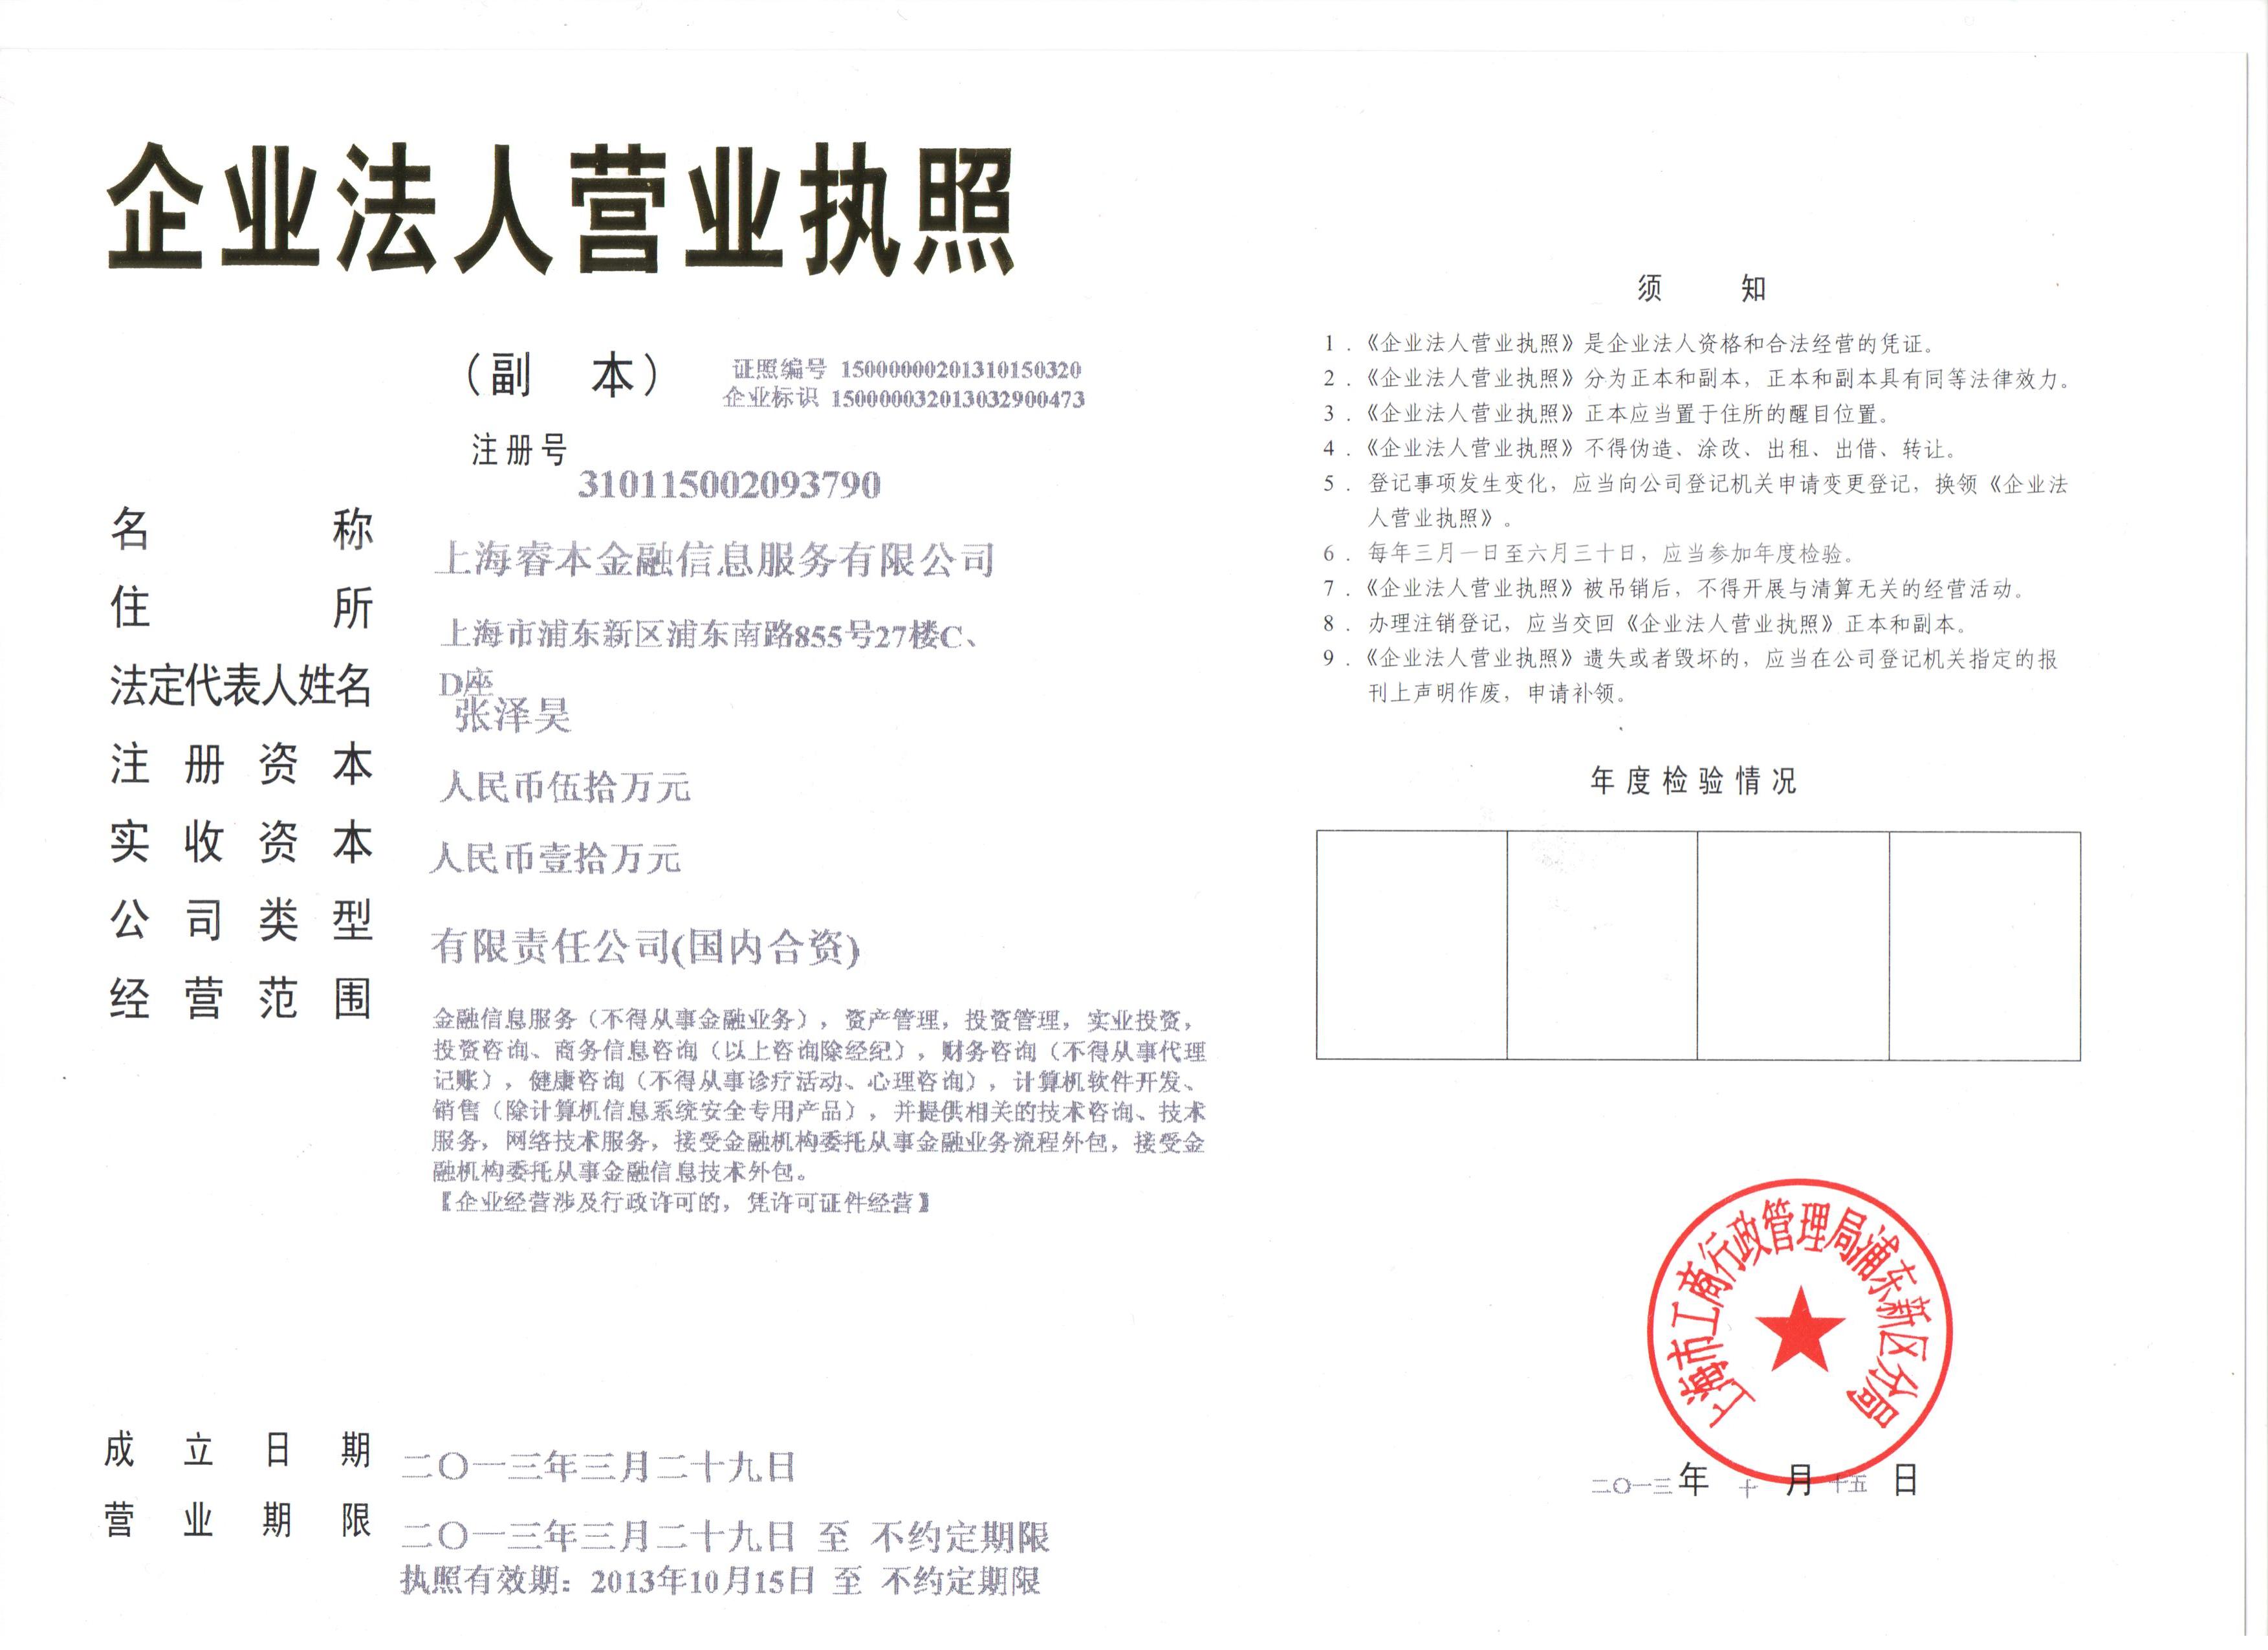 企业法人营业执照
（副 本）
证照编号 15000000201310150320
企业标识 150000032013032900473
注册号
310115002093790
名 称 上海睿本金融信息服务有限公司
住 所 上海市浦东新区浦东南路855号27楼C、
D座
法定代表人姓名 张泽昊
注册资本 人民币伍拾万元
实收资本 人民币壹拾万元
公司类型 有限责任公司(国内合资)
经营范围
金融信息服务（不得从事金融业务），资产管理，投资管理，实业投资，
投资咨询、商务信息咨询（以上咨询除经纪），财务咨询（不得从事代理
记账），健康咨询（不得从事诊疗活动、心理咨询），计算机软件开发、
销售（除计算机信息系统安全专用产品），并提供相关的技术咨询、技术
服务，网络技术服务，接受金融机构委托从事金融业务流程外包，接受金
融机构委托从事金融信息技术外包。
【企业经营涉及行政许可的，凭许可证件经营】
成立日期 二〇一三年三月二十九日
营业期限 二〇一三年三月二十九日 至 不约定期限
执照有效期：2013年10月15日 至 不约定期限
须 知
1．《企业法人营业执照》是企业法人资格和合法经营的凭证。
2．《企业法人营业执照》分为正本和副本，正本和副本具有同等法律效力。
3．《企业法人营业执照》正本应当置于住所的醒目位置。
4．《企业法人营业执照》不得伪造、涂改、出租、出借、转让。
5．登记事项发生变化，应当向公司登记机关申请变更登记，换领《企业法
人营业执照》。
6．每年三月一日至六月三十日，应当参加年度检验。
7．《企业法人营业执照》被吊销后，不得开展与清算无关的经营活动。
8．办理注销登记，应当交回《企业法人营业执照》正本和副本。
9．《企业法人营业执照》遗失或者毁坏的，应当在公司登记机关指定的报
刊上声明作废，申请补领。
年度检验情况
上海市工商行政管理局浦东新区分局
二〇一三年 十 月 十五 日